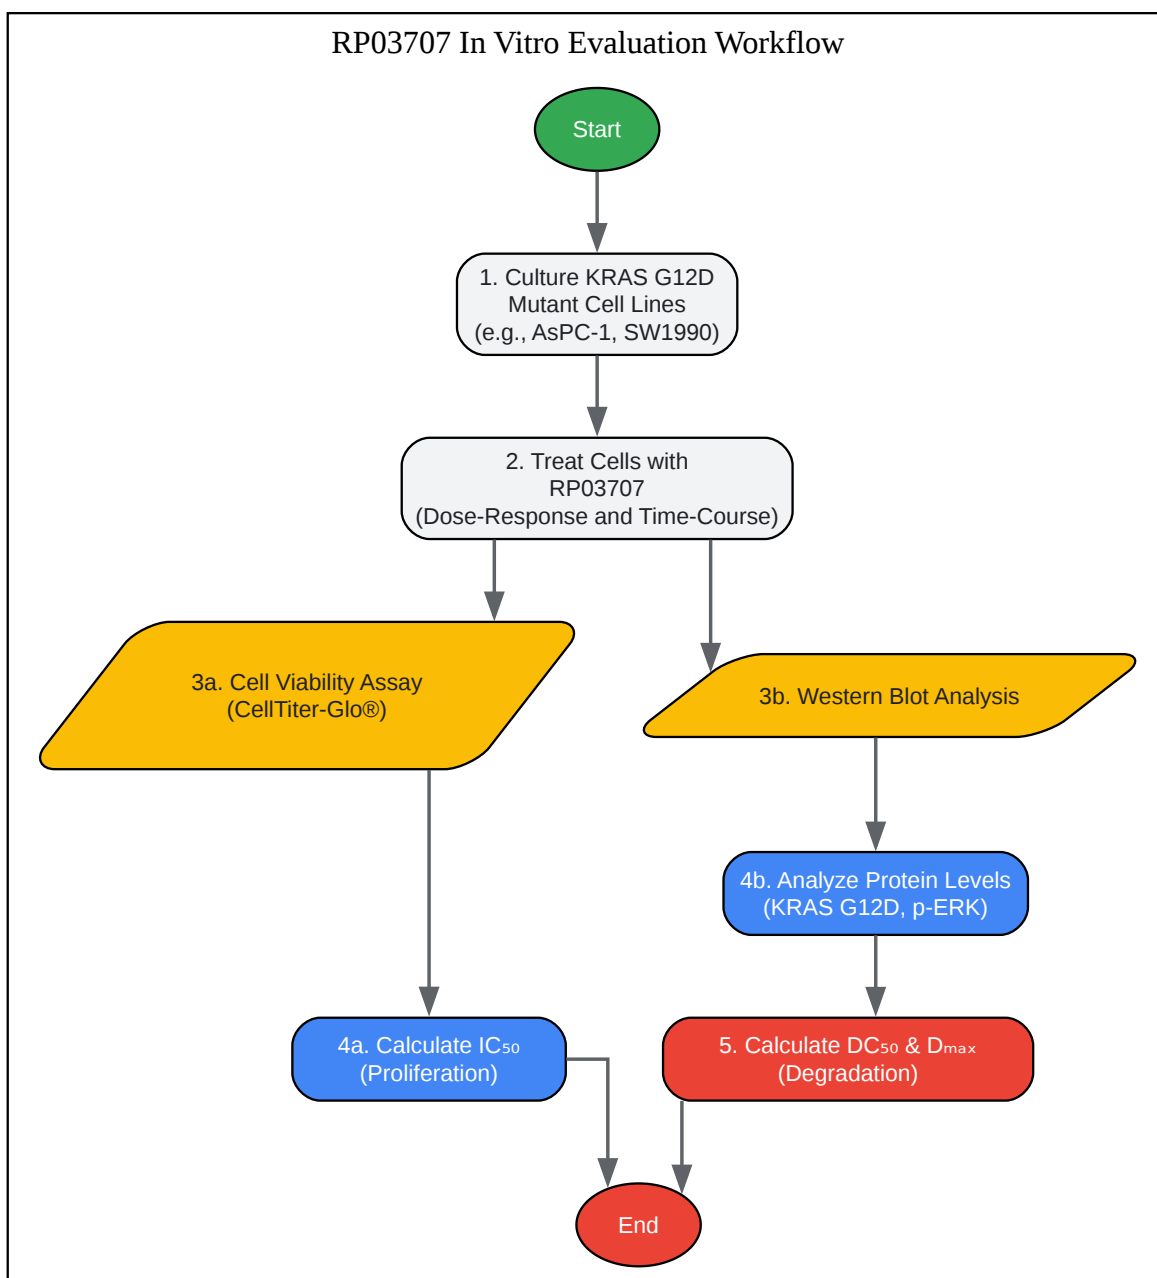 RP03707 In Vitro Evaluation Workflow
Start
1. Culture KRAS G12D
Mutant Cell Lines
(e.g., AsPC-1, SW1990)
2. Treat Cells with
RP03707
(Dose-Response and Time-Course)
3a. Cell Viability Assay
(CellTiter-Glo®)
3b. Western Blot Analysis
4b. Analyze Protein Levels
(KRAS G12D, p-ERK)
4a. Calculate IC₅₀
(Proliferation)
5. Calculate DC₅₀ & Dₘₐₓ
(Degradation)
End